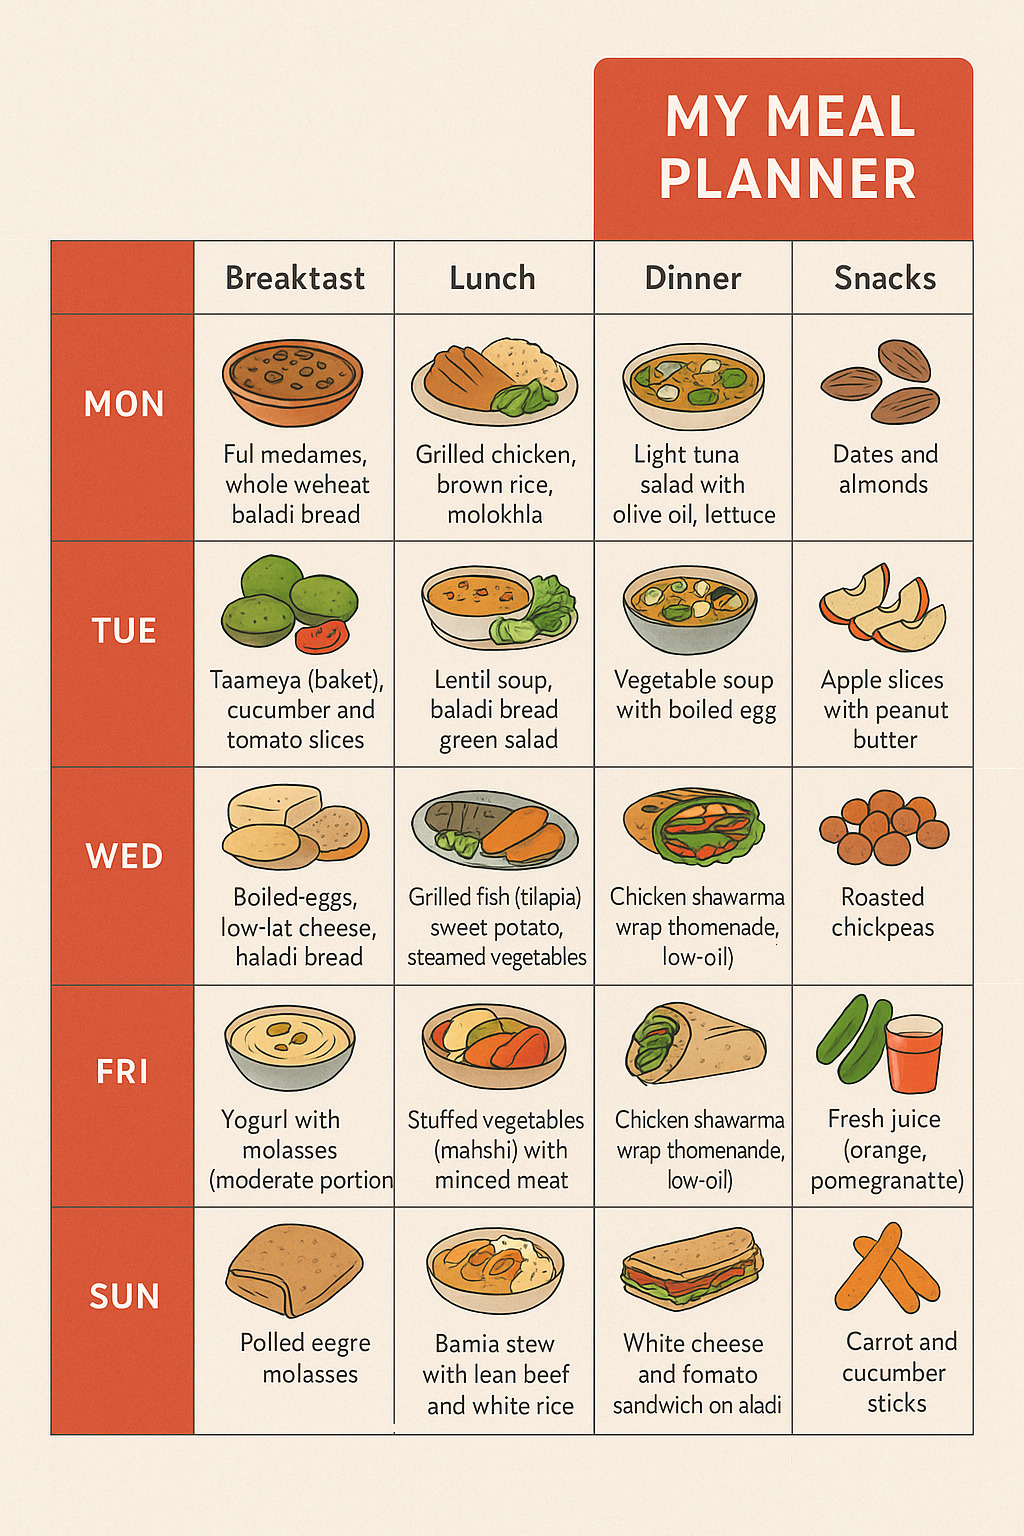 MY MEAL
PLANNER
Breaktast
Lunch
Dinner
Snacks
MON
Ful medames,
whole weheat
baladi bread
Grilled chicken,
brown rice,
molokhla
Light tuna
salad with
olive oil, lettuce
Dates and
almonds
TUE
Taameya (baket),
cucumber and
tomato slices
Lentil soup,
baladi bread
green salad
Vegetable soup
with boiled egg
Apple slices
with peanut
butter
WED
Boiled-eggs,
low-lat cheese,
haladi bread
Grilled fish (tilapia)
sweet potato,
steamed vegetables
Chicken shawarma
wrap thomenade,
low-oil)
Roasted
chickpeas
FRI
Yogurl with
molasses
(moderate portion
Stuffed vegetables
(mahshi) with
minced meat
Chicken shawarma
wrap thomenande,
low-oil)
Fresh juice
(orange,
pomegranatte)
SUN
Polled eegre
molasses
Bamia stew
with lean beef
and white rice
White cheese
and fomato
sandwich on aladi
Carrot and
cucumber
sticks